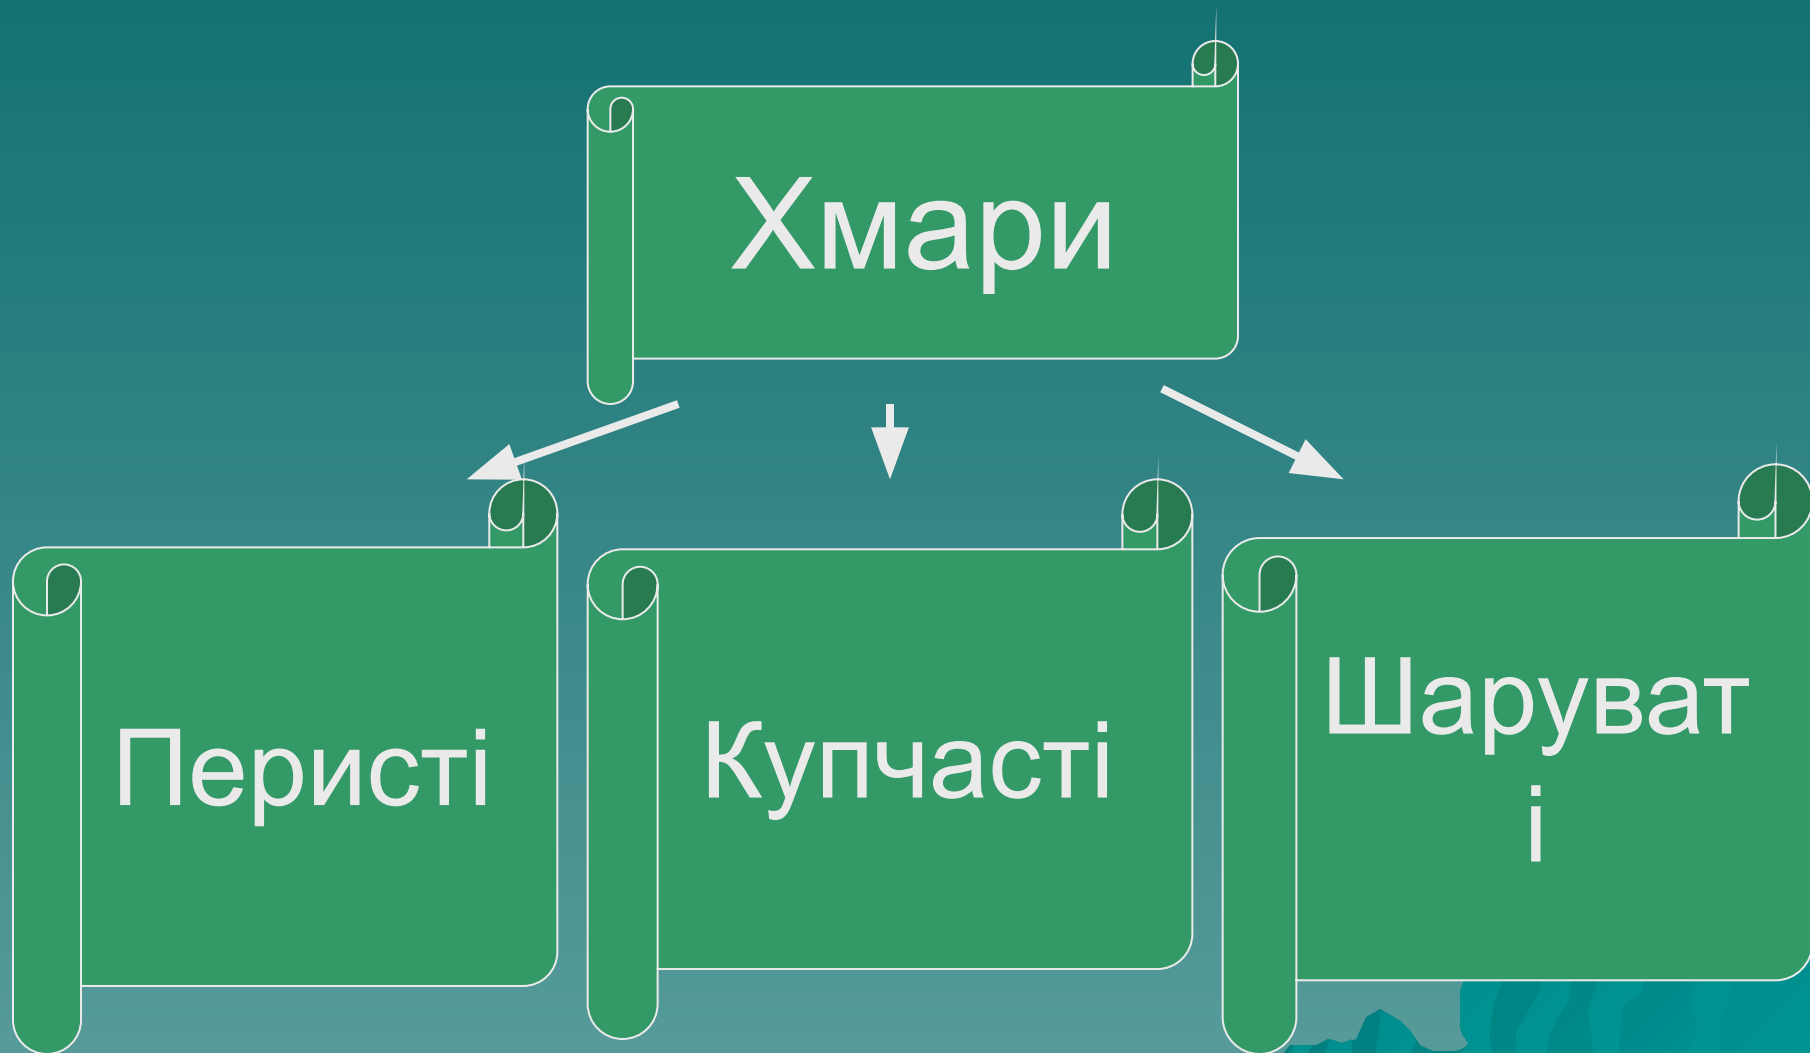 Хмари
Перисті
Купчасті
Шаруват
і